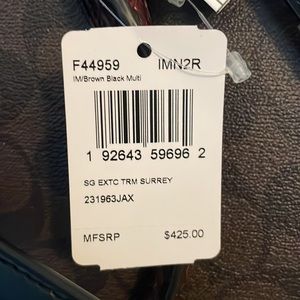 F44959 IMN2R
IM/Brown Black Multi
1 92643 59696 2
SG EXTC TRM SURREY
231963JAX
MFSRP $425.00